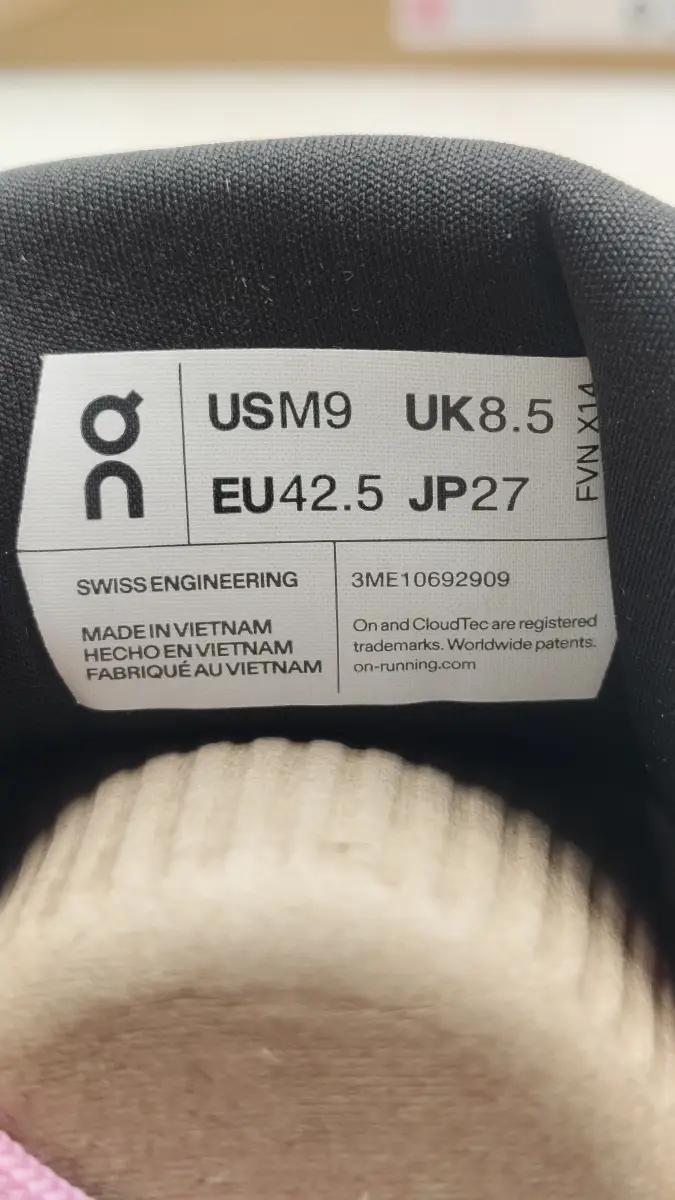 On
USM9 UK8.5
EU42.5 JP27
FVN X14
SWISS ENGINEERING
MADE IN VIETNAM
HECHO EN VIETNAM
FABRIQUÉ AU VIETNAM
3ME10692909
On and CloudTec are registered
trademarks. Worldwide patents.
on-running.com